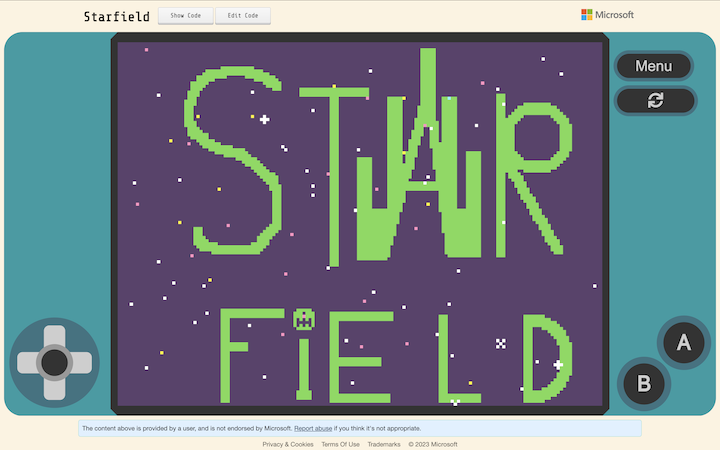 Starfield
Show Code
Edit Code
Microsoft
STAR
FiELD
Menu
A
B
The content above is provided by a user, and is not endorsed by Microsoft. Report abuse if you think it's not appropriate.
Privacy & Cookies Terms Of Use Trademarks © 2023 Microsoft